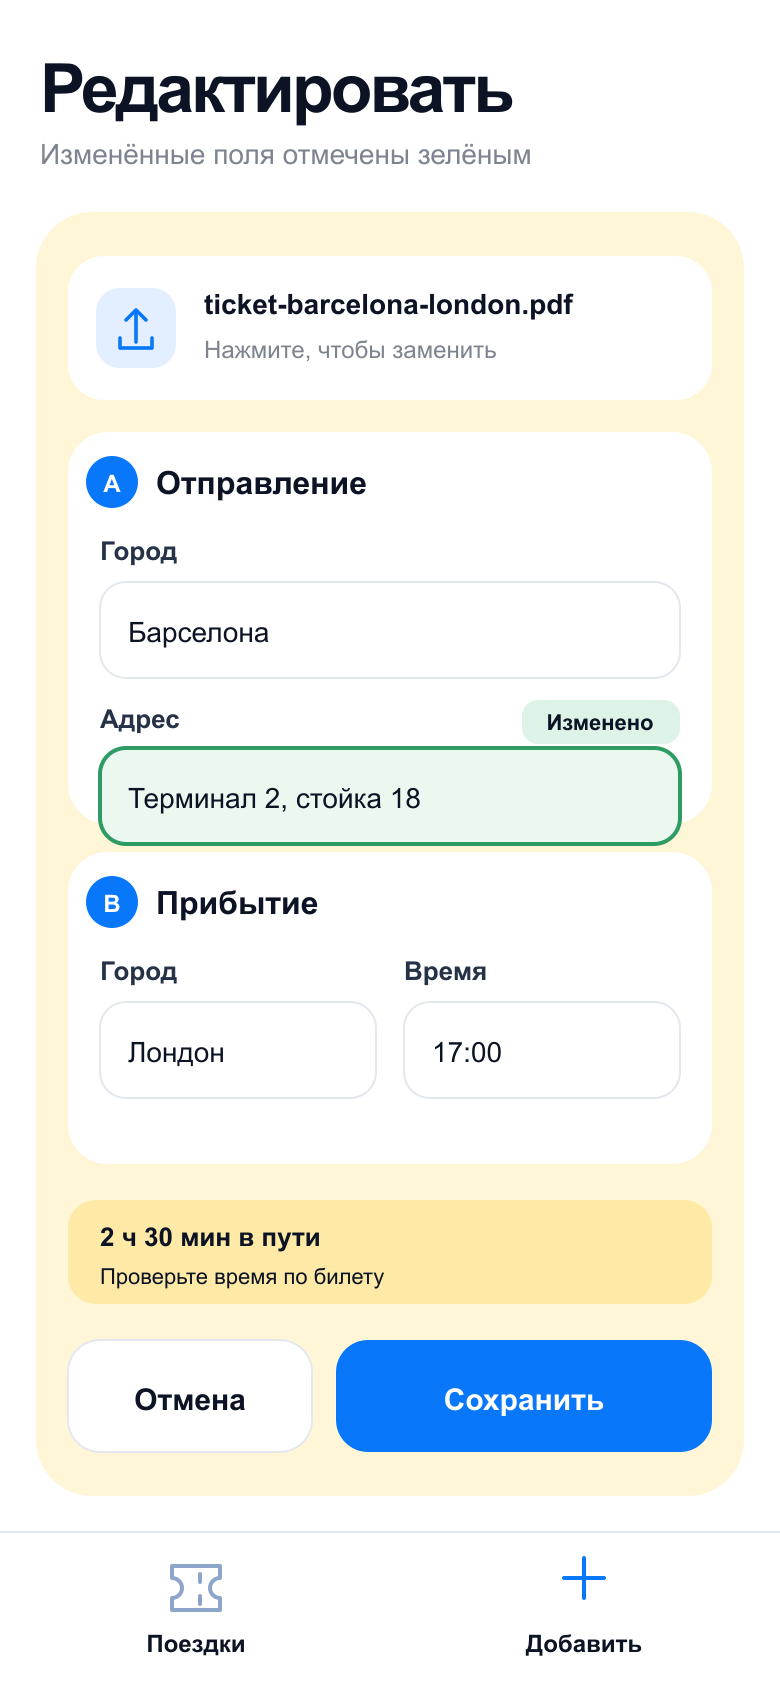 Редактировать
Изменённые поля отмечены зелёным
ticket-barcelona-london.pdf
Нажмите, чтобы заменить
A Отправление
Город
Барселона
Адрес Изменено
Терминал 2, стойка 18
B Прибытие
Город Время
Лондон 17:00
2 ч 30 мин в пути
Проверьте время по билету
Отмена Сохранить
Поездки Добавить